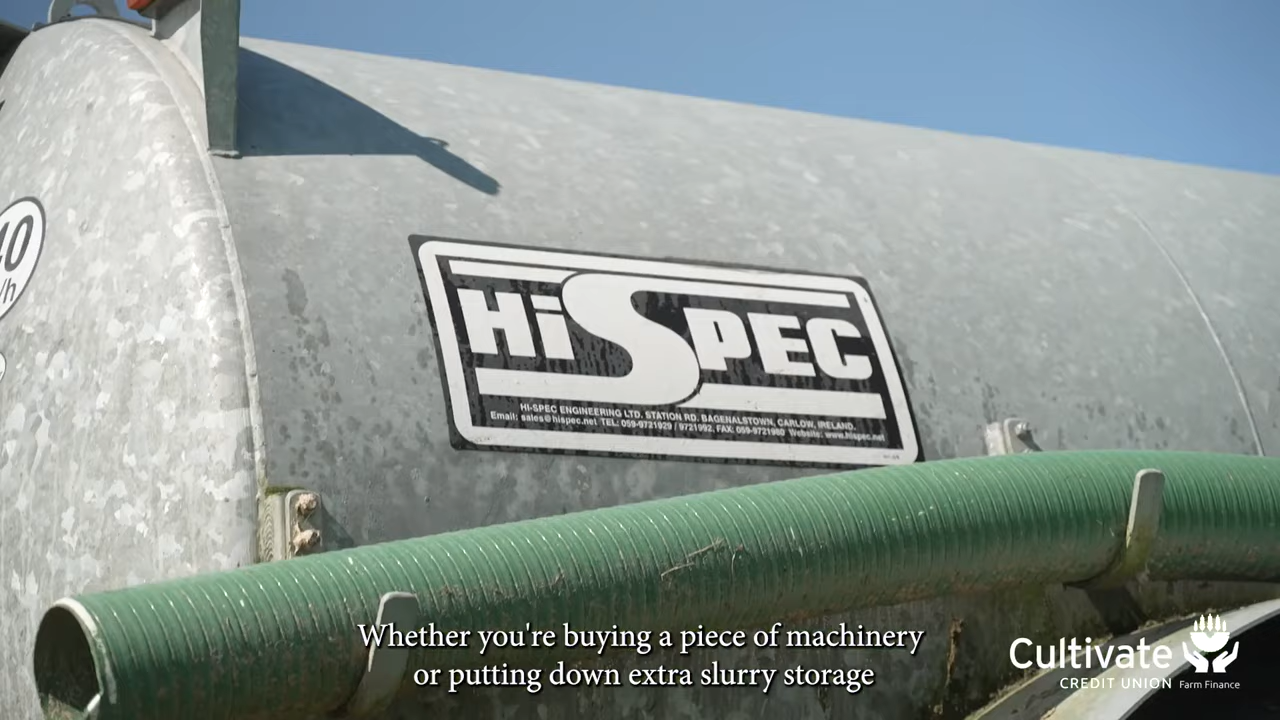 40
HiSPEC
HI-SPEC ENGINEERING LTD. STATION RD. BAGENALSTOWN, CARLOW, IRELAND.
Email: sales@hispec.net TEL: 059-9721929 / 9721992, FAX: 059-9721980 Website: www.hispec.net
Whether you're buying a piece of machinery
or putting down extra slurry storage
Cultivate
CREDIT UNION Farm Finance